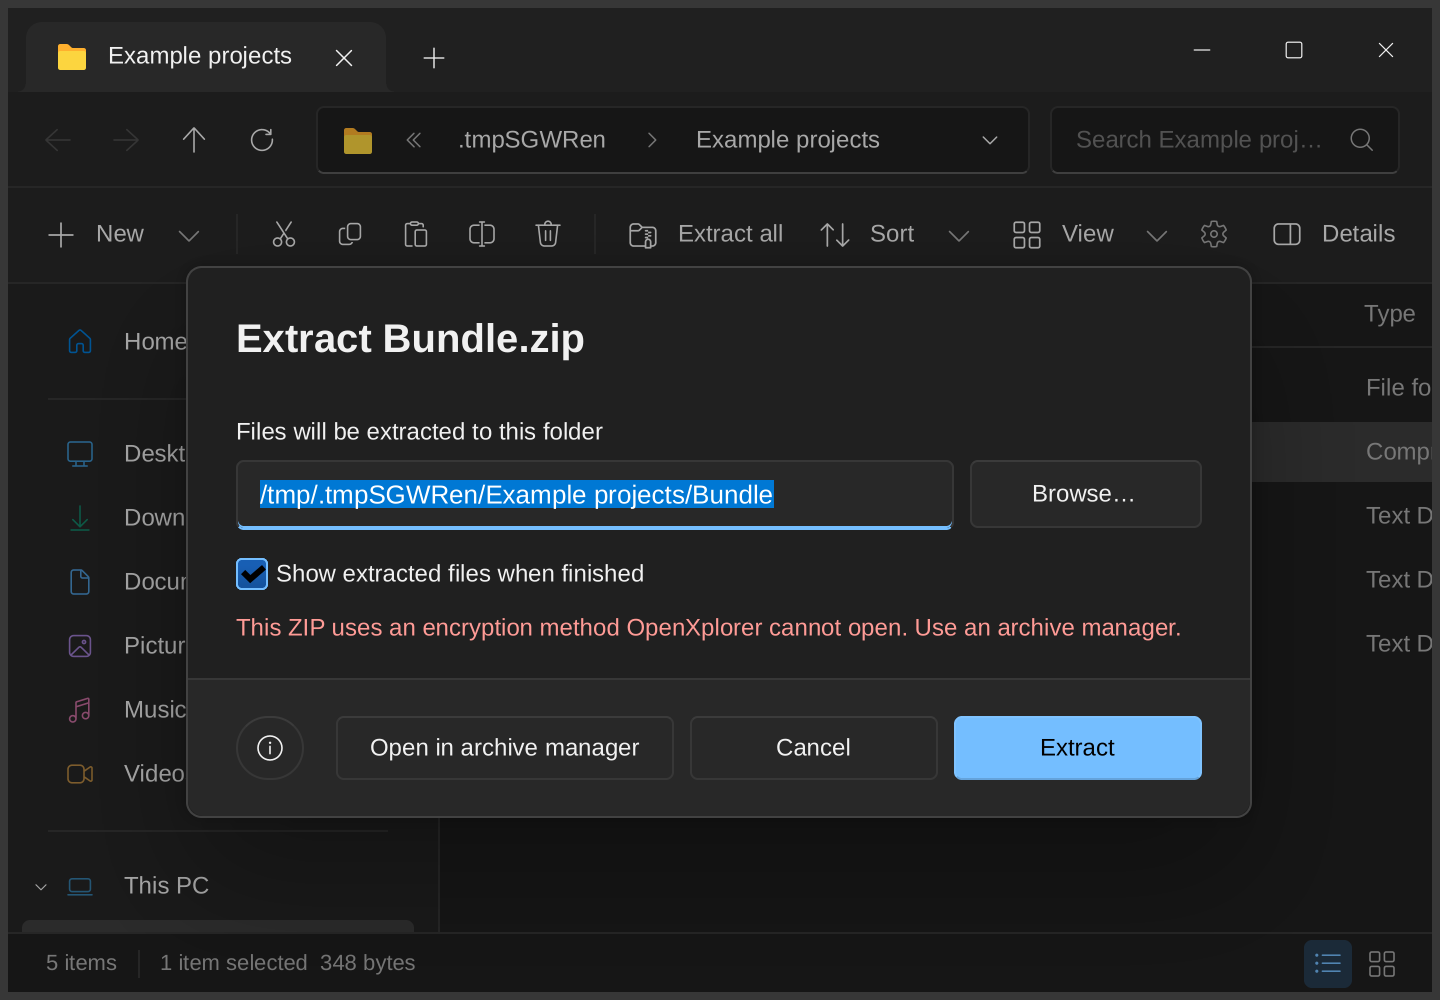 Example projects
.tmpSGWRen
Example projects
Search Example proj…
New
Extract all
Sort
View
Details
Home
Type
File fo
Compr
Text D
Text D
Text D
Deskt
Down
Docum
Pictur
Music
Video
This PC
Extract Bundle.zip
Files will be extracted to this folder
/tmp/.tmpSGWRen/Example projects/Bundle
Browse…
Show extracted files when finished
This ZIP uses an encryption method OpenXplorer cannot open. Use an archive manager.
Open in archive manager
Cancel
Extract
5 items
1 item selected 348 bytes